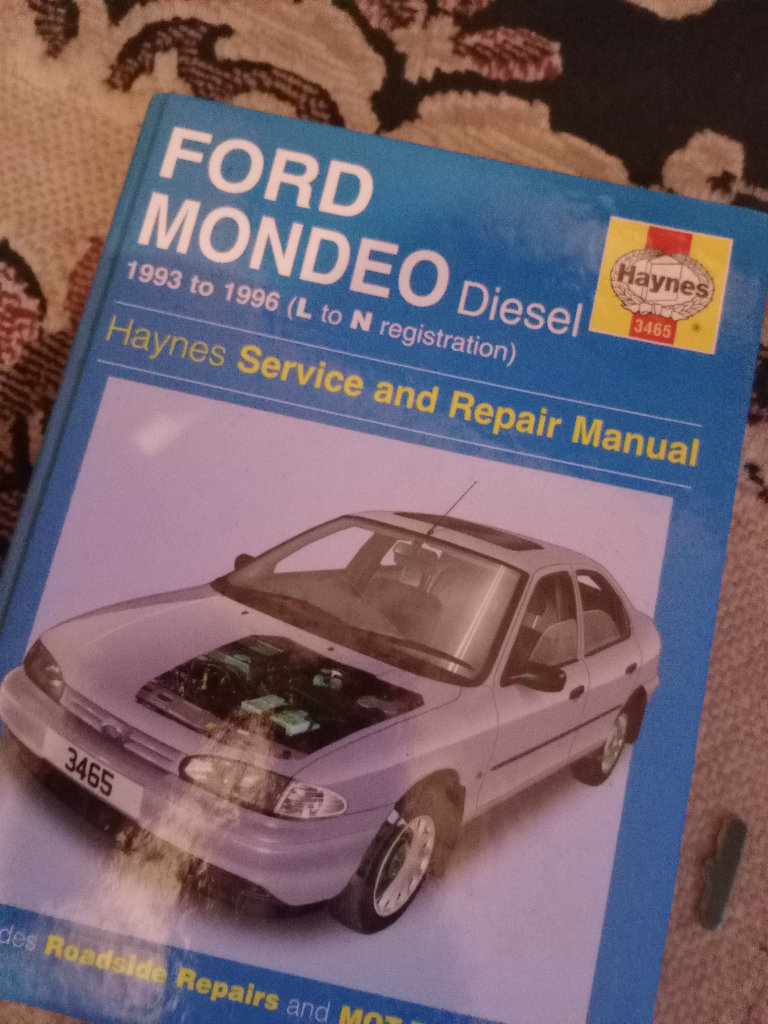 FORD
MONDEO Diesel
1993 to 1996 (L to N registration)
Haynes
3465
®
Haynes Service and Repair Manual
3465
Roadside Repairs and MOT